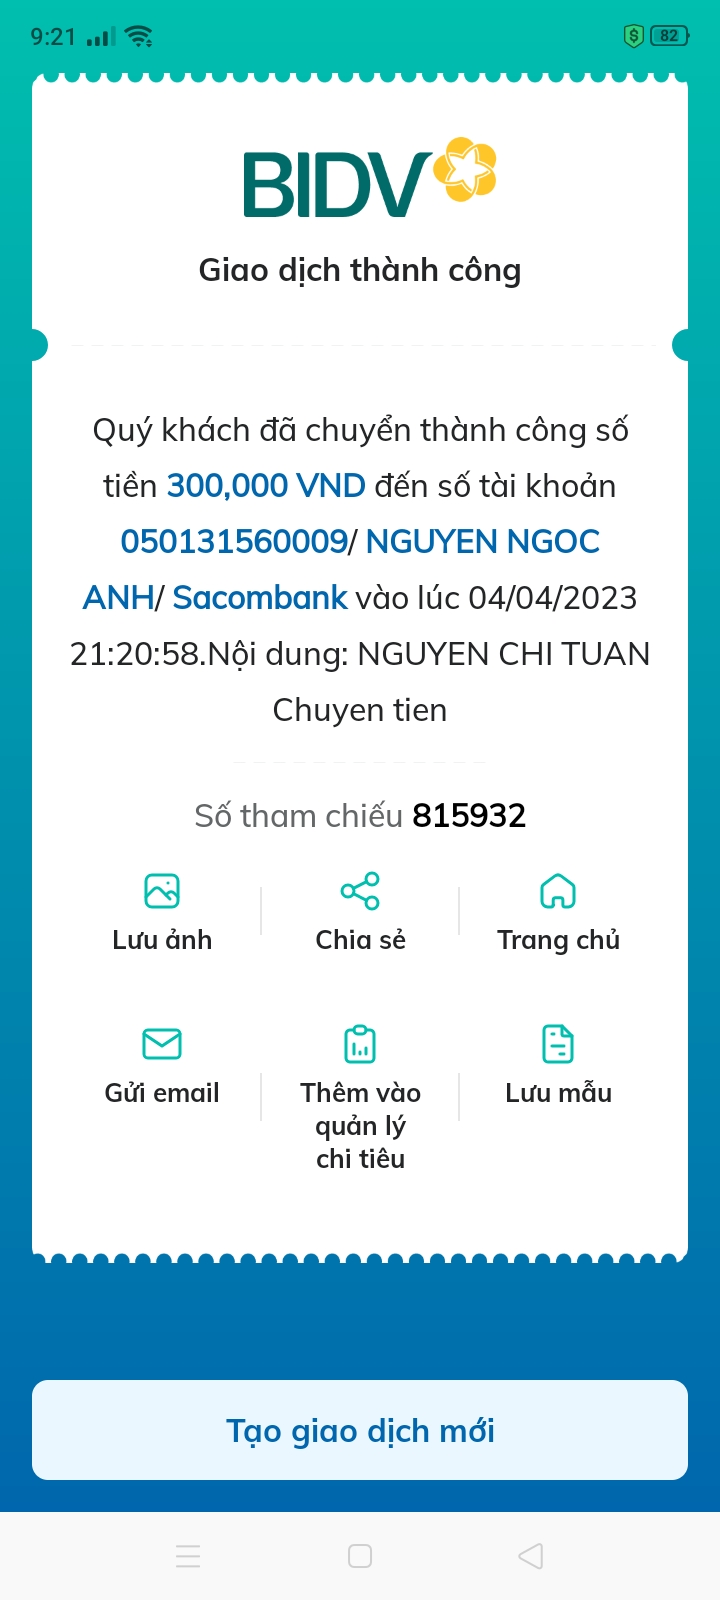 9:21
82
BIDV
Giao dịch thành công
Quý khách đã chuyển thành công số
tiền 300,000 VND đến số tài khoản
050131560009/ NGUYEN NGOC
ANH/ Sacombank vào lúc 04/04/2023
21:20:58.Nội dung: NGUYEN CHI TUAN
Chuyen tien
Số tham chiếu 815932
Lưu ảnh
Chia sẻ
Trang chủ
Gửi email
Thêm vào
quản lý
chi tiêu
Lưu mẫu
Tạo giao dịch mới